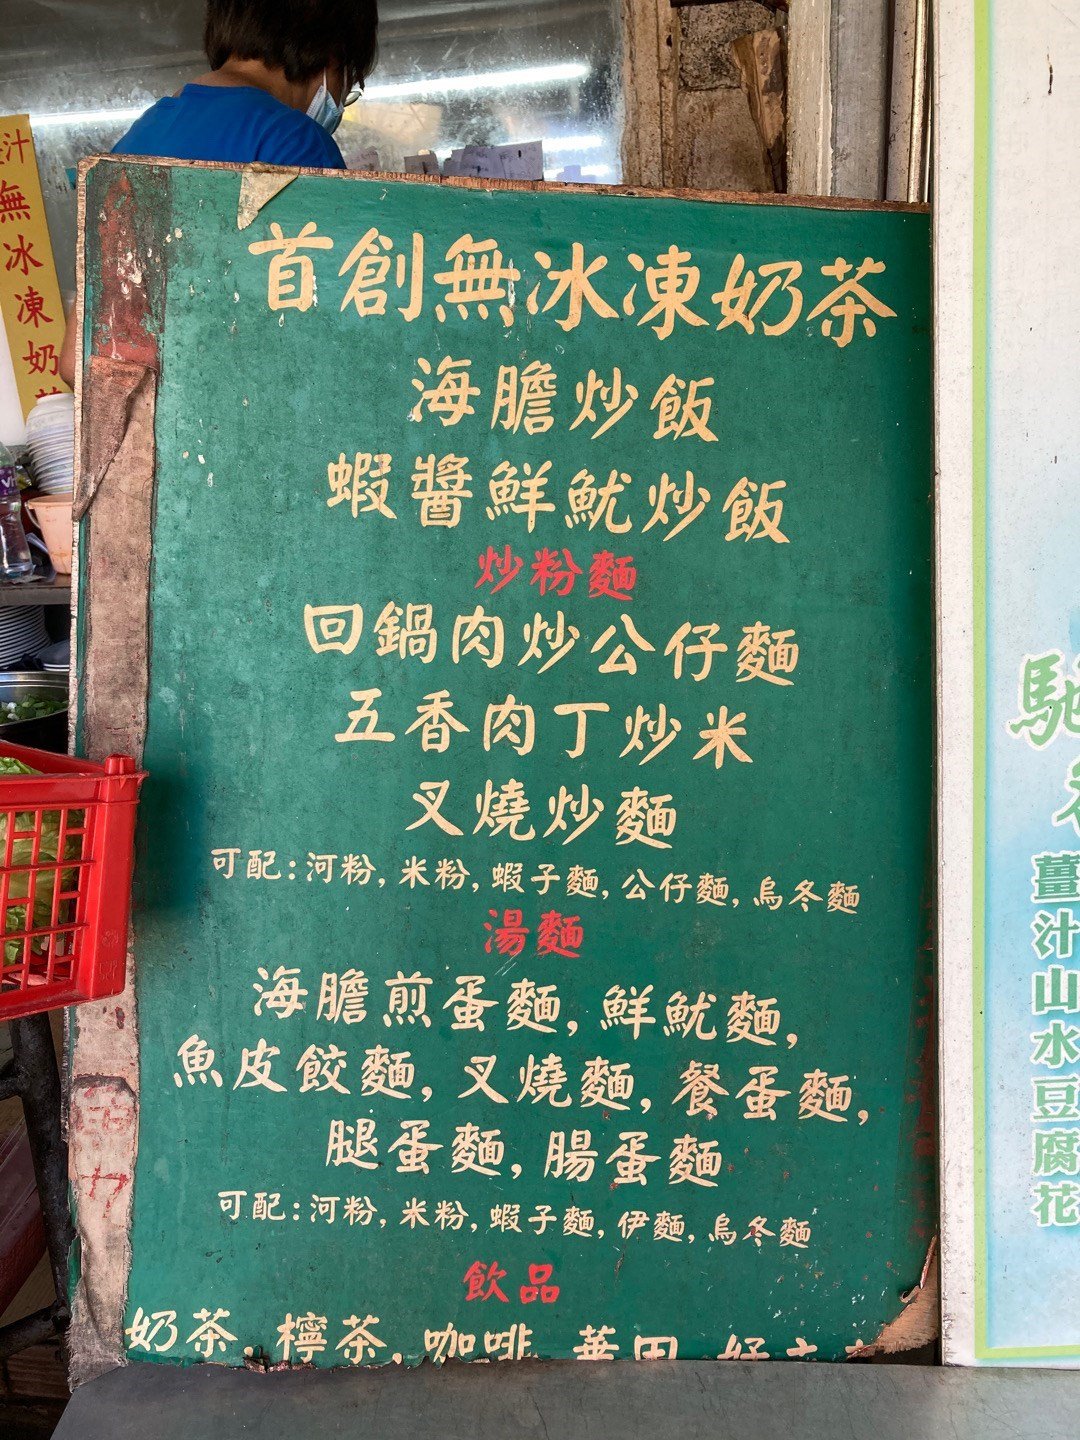 汁無冰凍奶
首創無冰凍奶茶
海膽炒飯
蝦醬鮮魷炒飯
炒粉麵
回鍋肉炒公仔麵
五香肉丁炒米
叉燒炒麵
可配:河粉,米粉,蝦子麵,公仔麵,烏冬麵
湯麵
海膽煎蛋麵,鮮魷麵,
魚皮餃麵,叉燒麵,餐蛋麵,
腿蛋麵,腸蛋麵
可配:河粉,米粉,蝦子麵,伊麵,烏冬麵
飲品
奶茶,檸茶,咖啡
馳
薑汁山水豆腐花